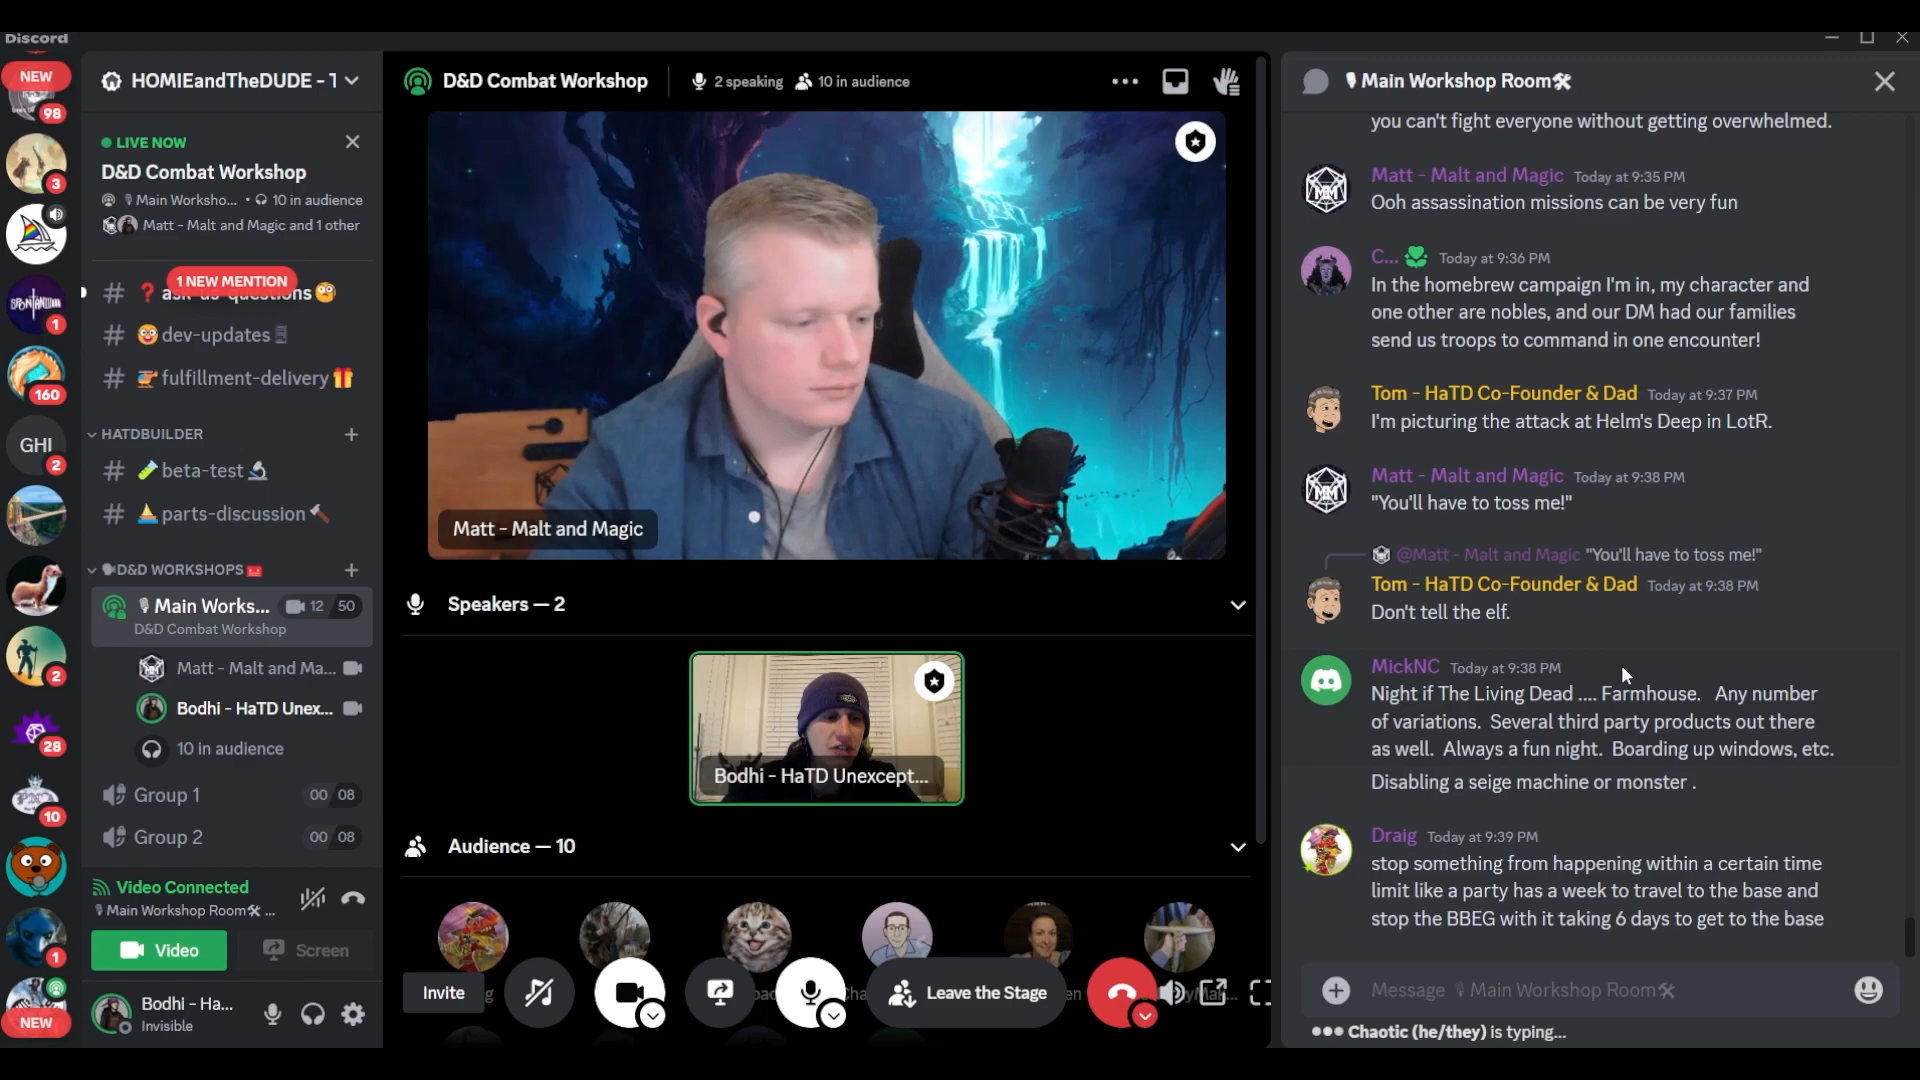 Discord
NEW
98
3
1
160
GHI
2
2
28
10
1
NEW
HOMIEandTheDUDE - T
LIVE NOW
D&D Combat Workshop
Main Worksho... • 10 in audience
Matt - Malt and Magic and 1 other
1 NEW MENTION
# ask-us-questions
# dev-updates
# fulfillment-delivery
HATDBUILDER
# beta-test
# parts-discussion
D&D WORKSHOPS
Main Works... 12 50
D&D Combat Workshop
Matt - Malt and Ma...
Bodhi - HaTD Unex...
10 in audience
Group 1 00 08
Group 2 00 08
Video Connected
Main Workshop Room ...
Video
Screen
Bodhi - Ha...
Invisible
D&D Combat Workshop
2 speaking 10 in audience
Matt - Malt and Magic
Speakers — 2
Bodhi - HaTD Unexcept...
Audience — 10
Invite
Leave the Stage
Main Workshop Room
you can't fight everyone without getting overwhelmed.
Matt - Malt and Magic Today at 9:35 PM
Ooh assassination missions can be very fun
C... Today at 9:36 PM
In the homebrew campaign I'm in, my character and
one other are nobles, and our DM had our families
send us troops to command in one encounter!
Tom - HaTD Co-Founder & Dad Today at 9:37 PM
I'm picturing the attack at Helm's Deep in LotR.
Matt - Malt and Magic Today at 9:38 PM
"You'll have to toss me!"
@Matt - Malt and Magic "You'll have to toss me!"
Tom - HaTD Co-Founder & Dad Today at 9:38 PM
Don't tell the elf.
MickNC Today at 9:38 PM
Night if The Living Dead .... Farmhouse. Any number
of variations. Several third party products out there
as well. Always a fun night. Boarding up windows, etc.
Disabling a seige machine or monster .
Draig Today at 9:39 PM
stop something from happening within a certain time
limit like a party has a week to travel to the base and
stop the BBEG with it taking 6 days to get to the base
Message Main Workshop Room
Chaotic (he/they) is typing...